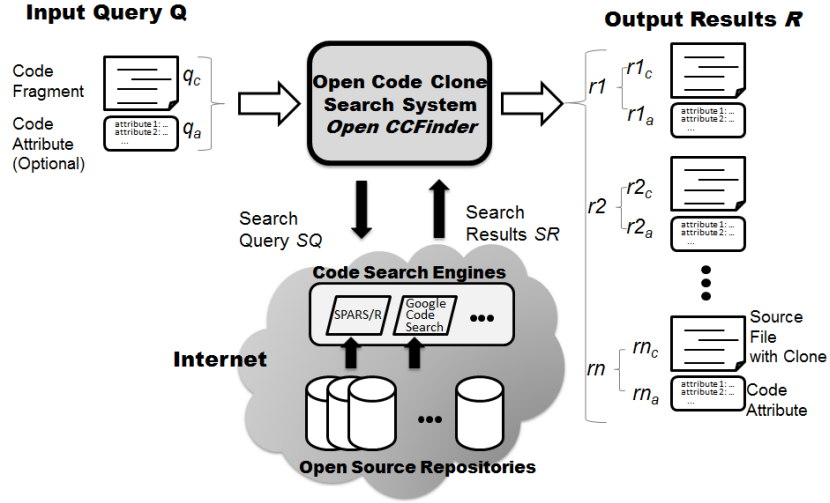 Input Query Q
Code
Fragment
qc
Code
Attribute
(Optional)
attribute 1: ...
attribute 2: ...
...
qa
Open Code Clone
Search System
Open CCFinder
Search
Query SQ
Search
Results SR
Code Search Engines
SPARS/R
Google
Code
Search
•••
Internet
•••
Open Source Repositories
Output Results R
r1
r1c
r1a
attribute 1: ...
attribute 2: ...
...
r2
r2c
r2a
attribute 1: ...
attribute 2: ...
...
rn
rnc
Source
File
with Clone
rna
attribute 1: ...
attribute 2: ...
...
Code
Attribute